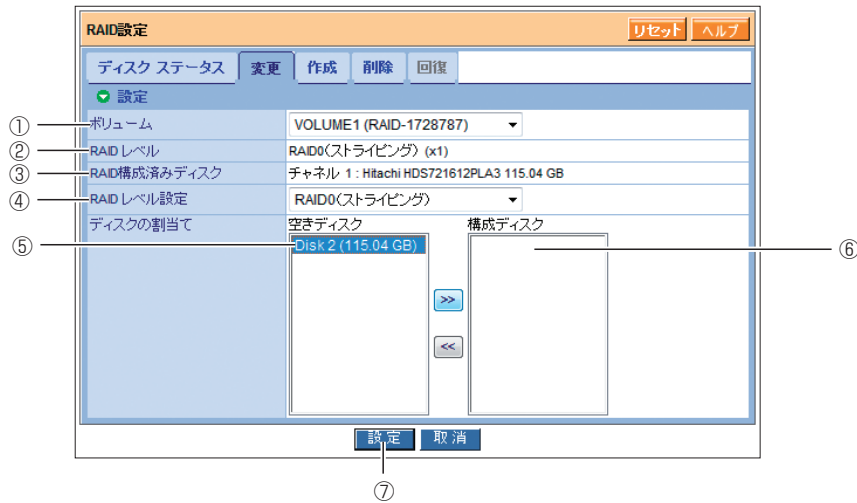 RAID設定 リセット ヘルプ
ディスク ステータス 変更 作成 削除 回復
設定
① ボリューム VOLUME1 (RAID-1728787)
② RAID レベル RAID0(ストライピング) (x1)
③ RAID構成済みディスク チャネル 1 : Hitachi HDS721612PLA3 115.04 GB
④ RAID レベル設定 RAID0(ストライピング)
ディスクの割当て 空きディスク 構成ディスク
⑤ Disk 2 (115.04 GB) ⑥
>>
<<
設定 取消
⑦